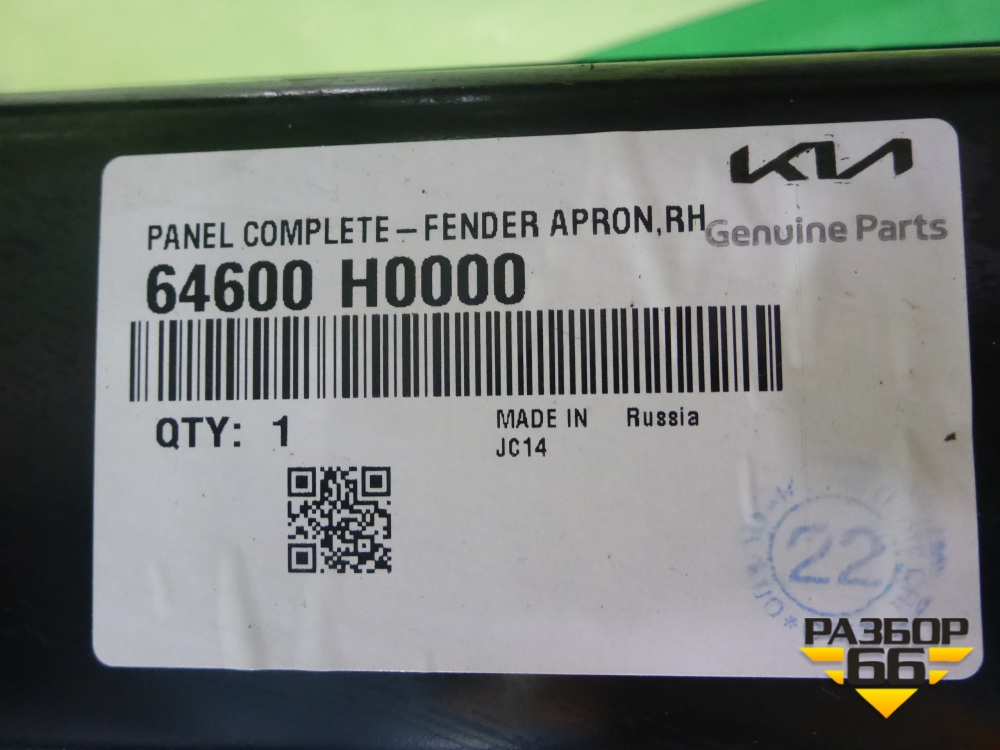 KIA
Genuine Parts
PANEL COMPLETE–FENDER APRON,RH
64600 H0000
QTY: 1
MADE IN Russia
JC14
22
РАЗБОР
66